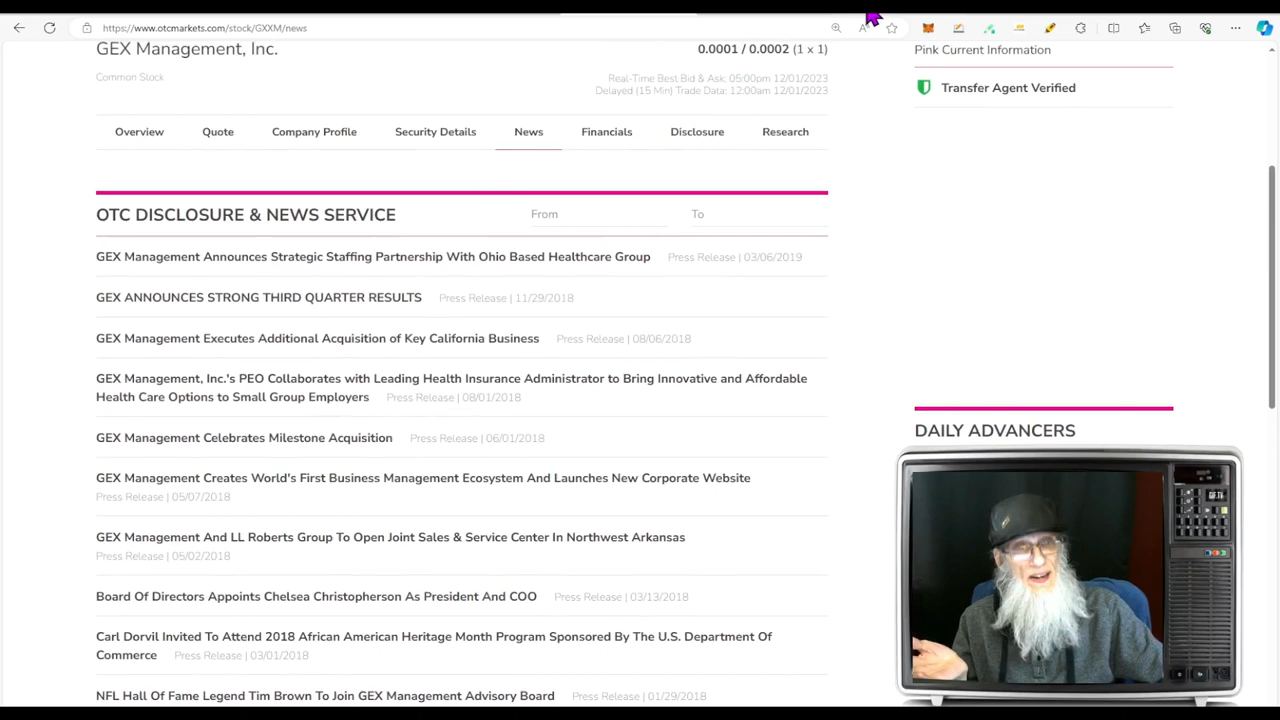 https://www.otcmarkets.com/stock/GXXM/news
GEX Management, Inc.
0.0001 / 0.0002 (1 x 1)
Common Stock
Real-Time Best Bid & Ask: 05:00pm 12/01/2023
Delayed (15 Min) Trade Data: 12:00am 12/01/2023
Pink Current Information
Transfer Agent Verified
Overview
Quote
Company Profile
Security Details
News
Financials
Disclosure
Research
OTC DISCLOSURE & NEWS SERVICE
From
To
GEX Management Announces Strategic Staffing Partnership With Ohio Based Healthcare Group Press Release | 03/06/2019
GEX ANNOUNCES STRONG THIRD QUARTER RESULTS Press Release | 11/29/2018
GEX Management Executes Additional Acquisition of Key California Business Press Release | 08/06/2018
GEX Management, Inc.'s PEO Collaborates with Leading Health Insurance Administrator to Bring Innovative and Affordable
Health Care Options to Small Group Employers Press Release | 08/01/2018
GEX Management Celebrates Milestone Acquisition Press Release | 06/01/2018
GEX Management Creates World's First Business Management Ecosystem And Launches New Corporate Website
Press Release | 05/07/2018
GEX Management And LL Roberts Group To Open Joint Sales & Service Center In Northwest Arkansas
Press Release | 05/02/2018
Board Of Directors Appoints Chelsea Christopherson As President And COO Press Release | 03/13/2018
Carl Dorvil Invited To Attend 2018 African American Heritage Month Program Sponsored By The U.S. Department Of
Commerce Press Release | 03/01/2018
NFL Hall Of Fame Legend Tim Brown To Join GEX Management Advisory Board Press Release | 01/29/2018
DAILY ADVANCERS